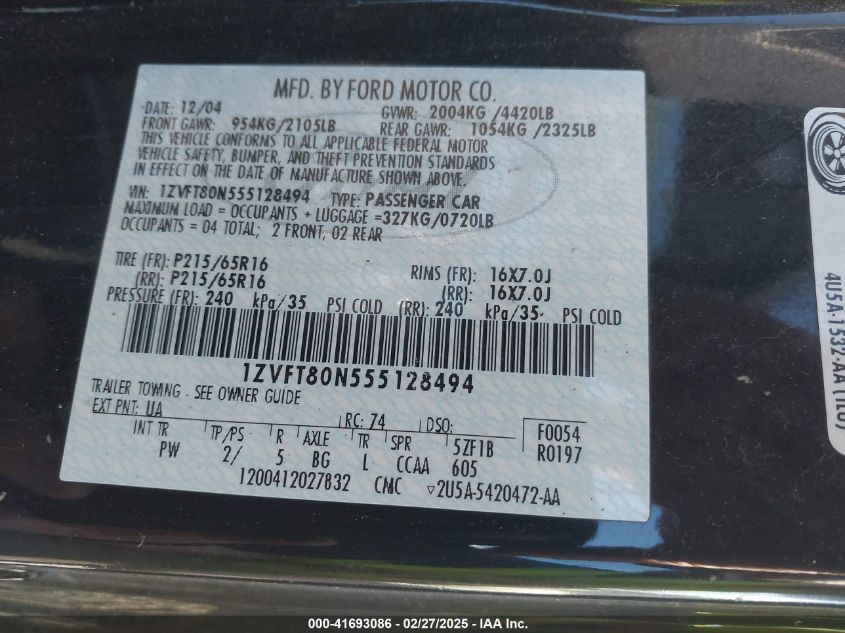 MFD. BY FORD MOTOR CO.
DATE: 12/04 GVWR: 2004KG /4420LB
FRONT GAWR: 954KG/2105LB REAR GAWR: 1054KG /2325LB
THIS VEHICLE CONFORMS TO ALL APPLICABLE FEDERAL MOTOR
VEHICLE SAFETY, BUMPER, AND THEFT PREVENTION STANDARDS
IN EFFECT ON THE DATE OF MANUFACTURE SHOWN ABOVE.
VIN: 1ZVFT80N555128494 TYPE: PASSENGER CAR
MAXIMUM LOAD = OCCUPANTS + LUGGAGE =327KG/0720LB
OCCUPANTS = 04 TOTAL; 2 FRONT, 02 REAR
TIRE (FR): P215/65R16 RIMS (FR): 16X7.0J
(RR): P215/65R16 (RR): 16X7.0J
PRESSURE (FR): 240 kPa/35 PSI COLD (RR): 240 kPa/35 PSI COLD
1ZVFT80N555128494
TRAILER TOWING - SEE OWNER GUIDE
EXT PNT: UA RC: 74 DSO: F0054
INT TR TP/PS R AXLE TR SPR 5ZF1B R0197
PW 2/ 5 BG L CCAA 605
1200412027832 CMC ▽2U5A-5420472-AA
4U5A-1532-AA (TLU)
000-41693086 - 02/27/2025 - IAA Inc.